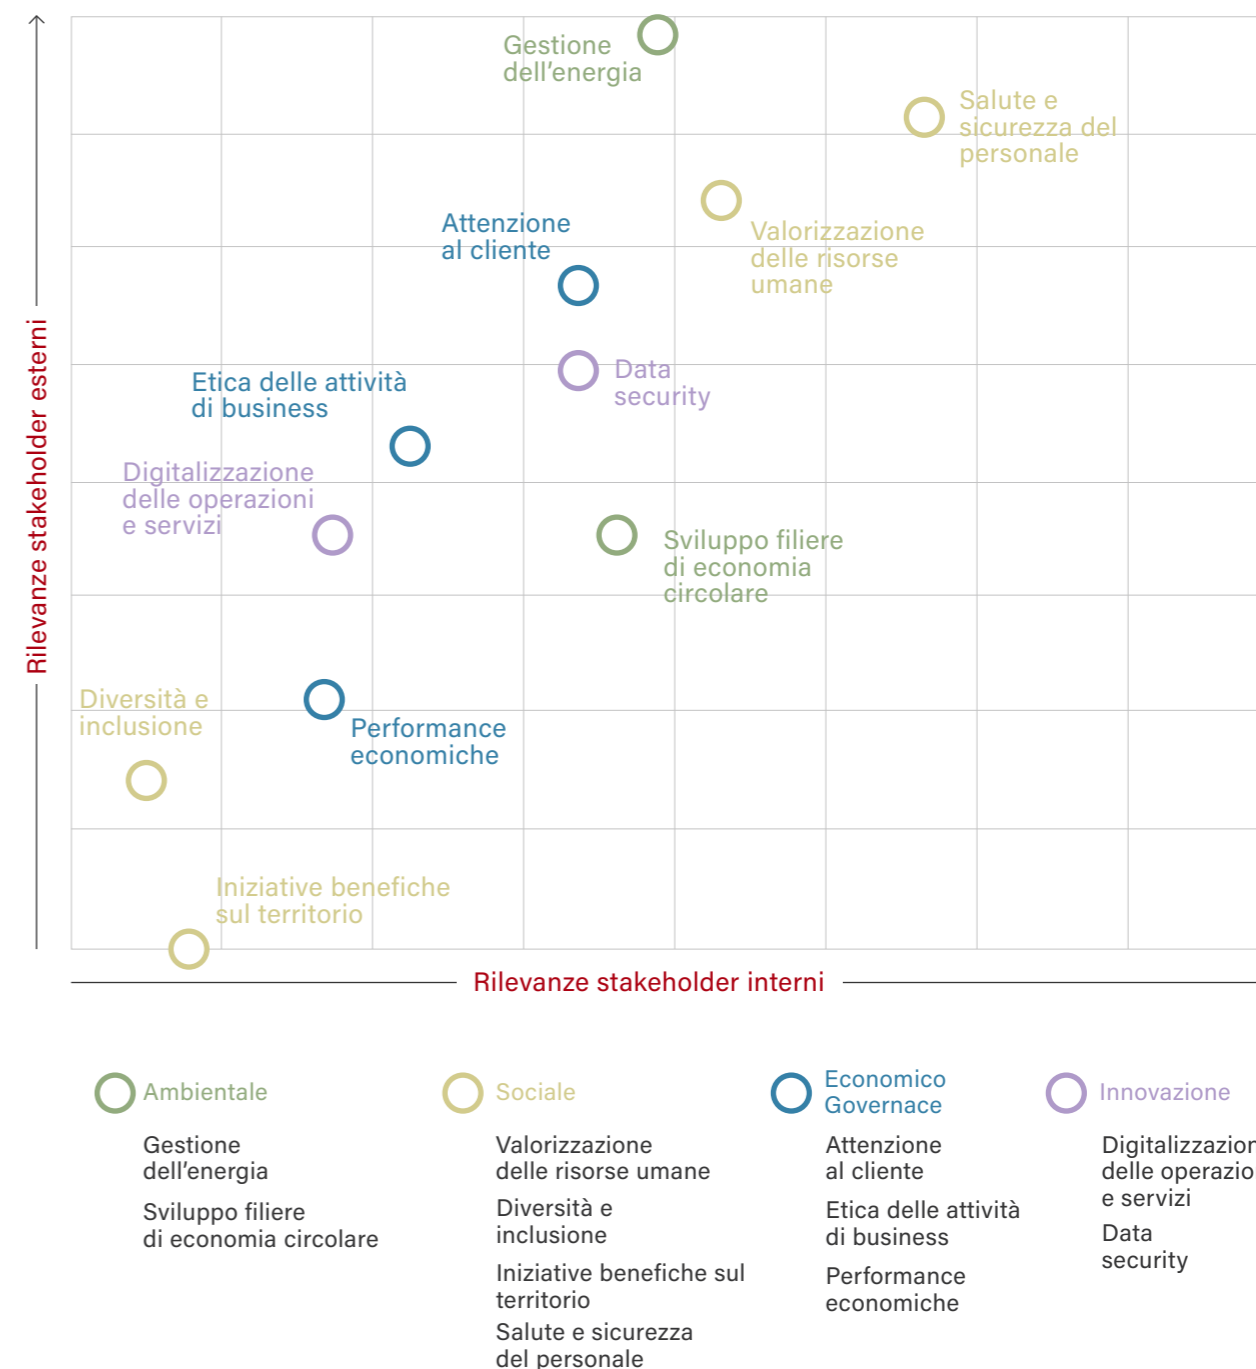 Gestione
dell'energia
Salute e
sicurezza del
personale
Valorizzazione
delle risorse
umane
Attenzione
al cliente
Data
security
Etica delle attività
di business
Digitalizzazione
delle operazioni
e servizi
Sviluppo filiere
di economia
circolare
Diversità e
inclusione
Performance
economiche
Iniziative benefiche
sul territorio
Rilevanze stakeholder esterni
Rilevanze stakeholder interni
Ambientale
Gestione
dell'energia
Sviluppo filiere
di economia circolare
Sociale
Valorizzazione
delle risorse umane
Diversità e
inclusione
Iniziative benefiche sul
territorio
Salute e sicurezza
del personale
Economico
Governace
Attenzione
al cliente
Etica delle attività
di business
Performance
economiche
Innovazione
delle
e servizi
Data
security